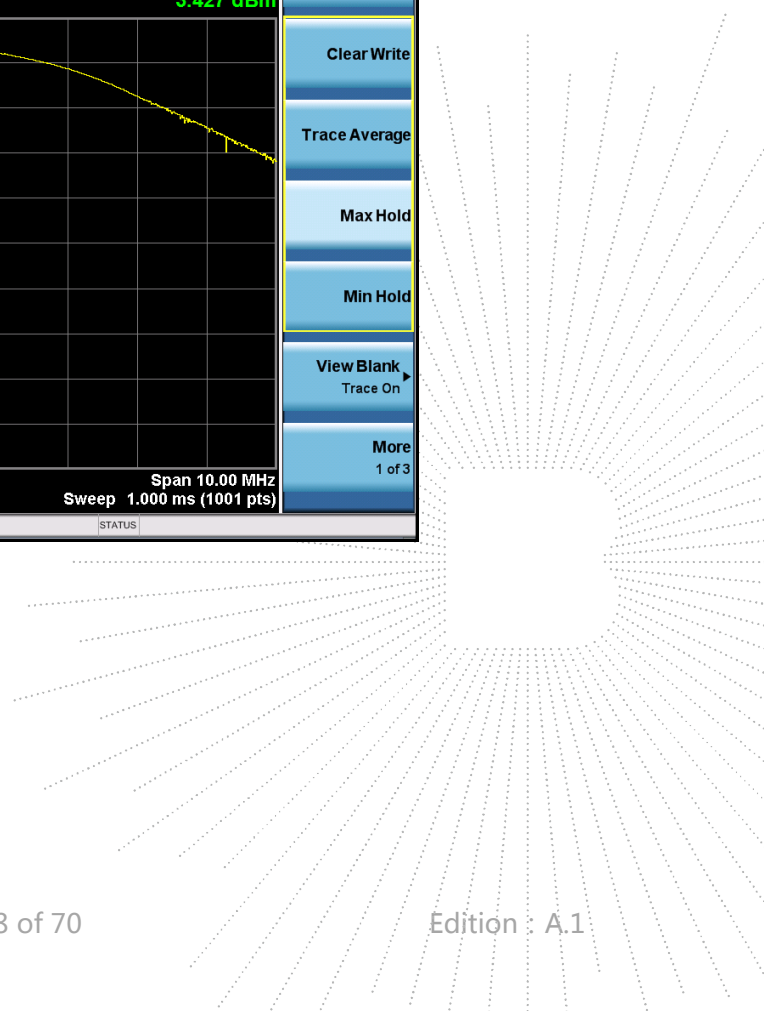 dBm
Clear Write
Trace Average
Max Hold
Min Hold
View Blank
Trace On
More
1 of 3
Span 10.00 MHz
Sweep 1.000 ms (1001 pts)
STATUS
of 70
Edition : A.1